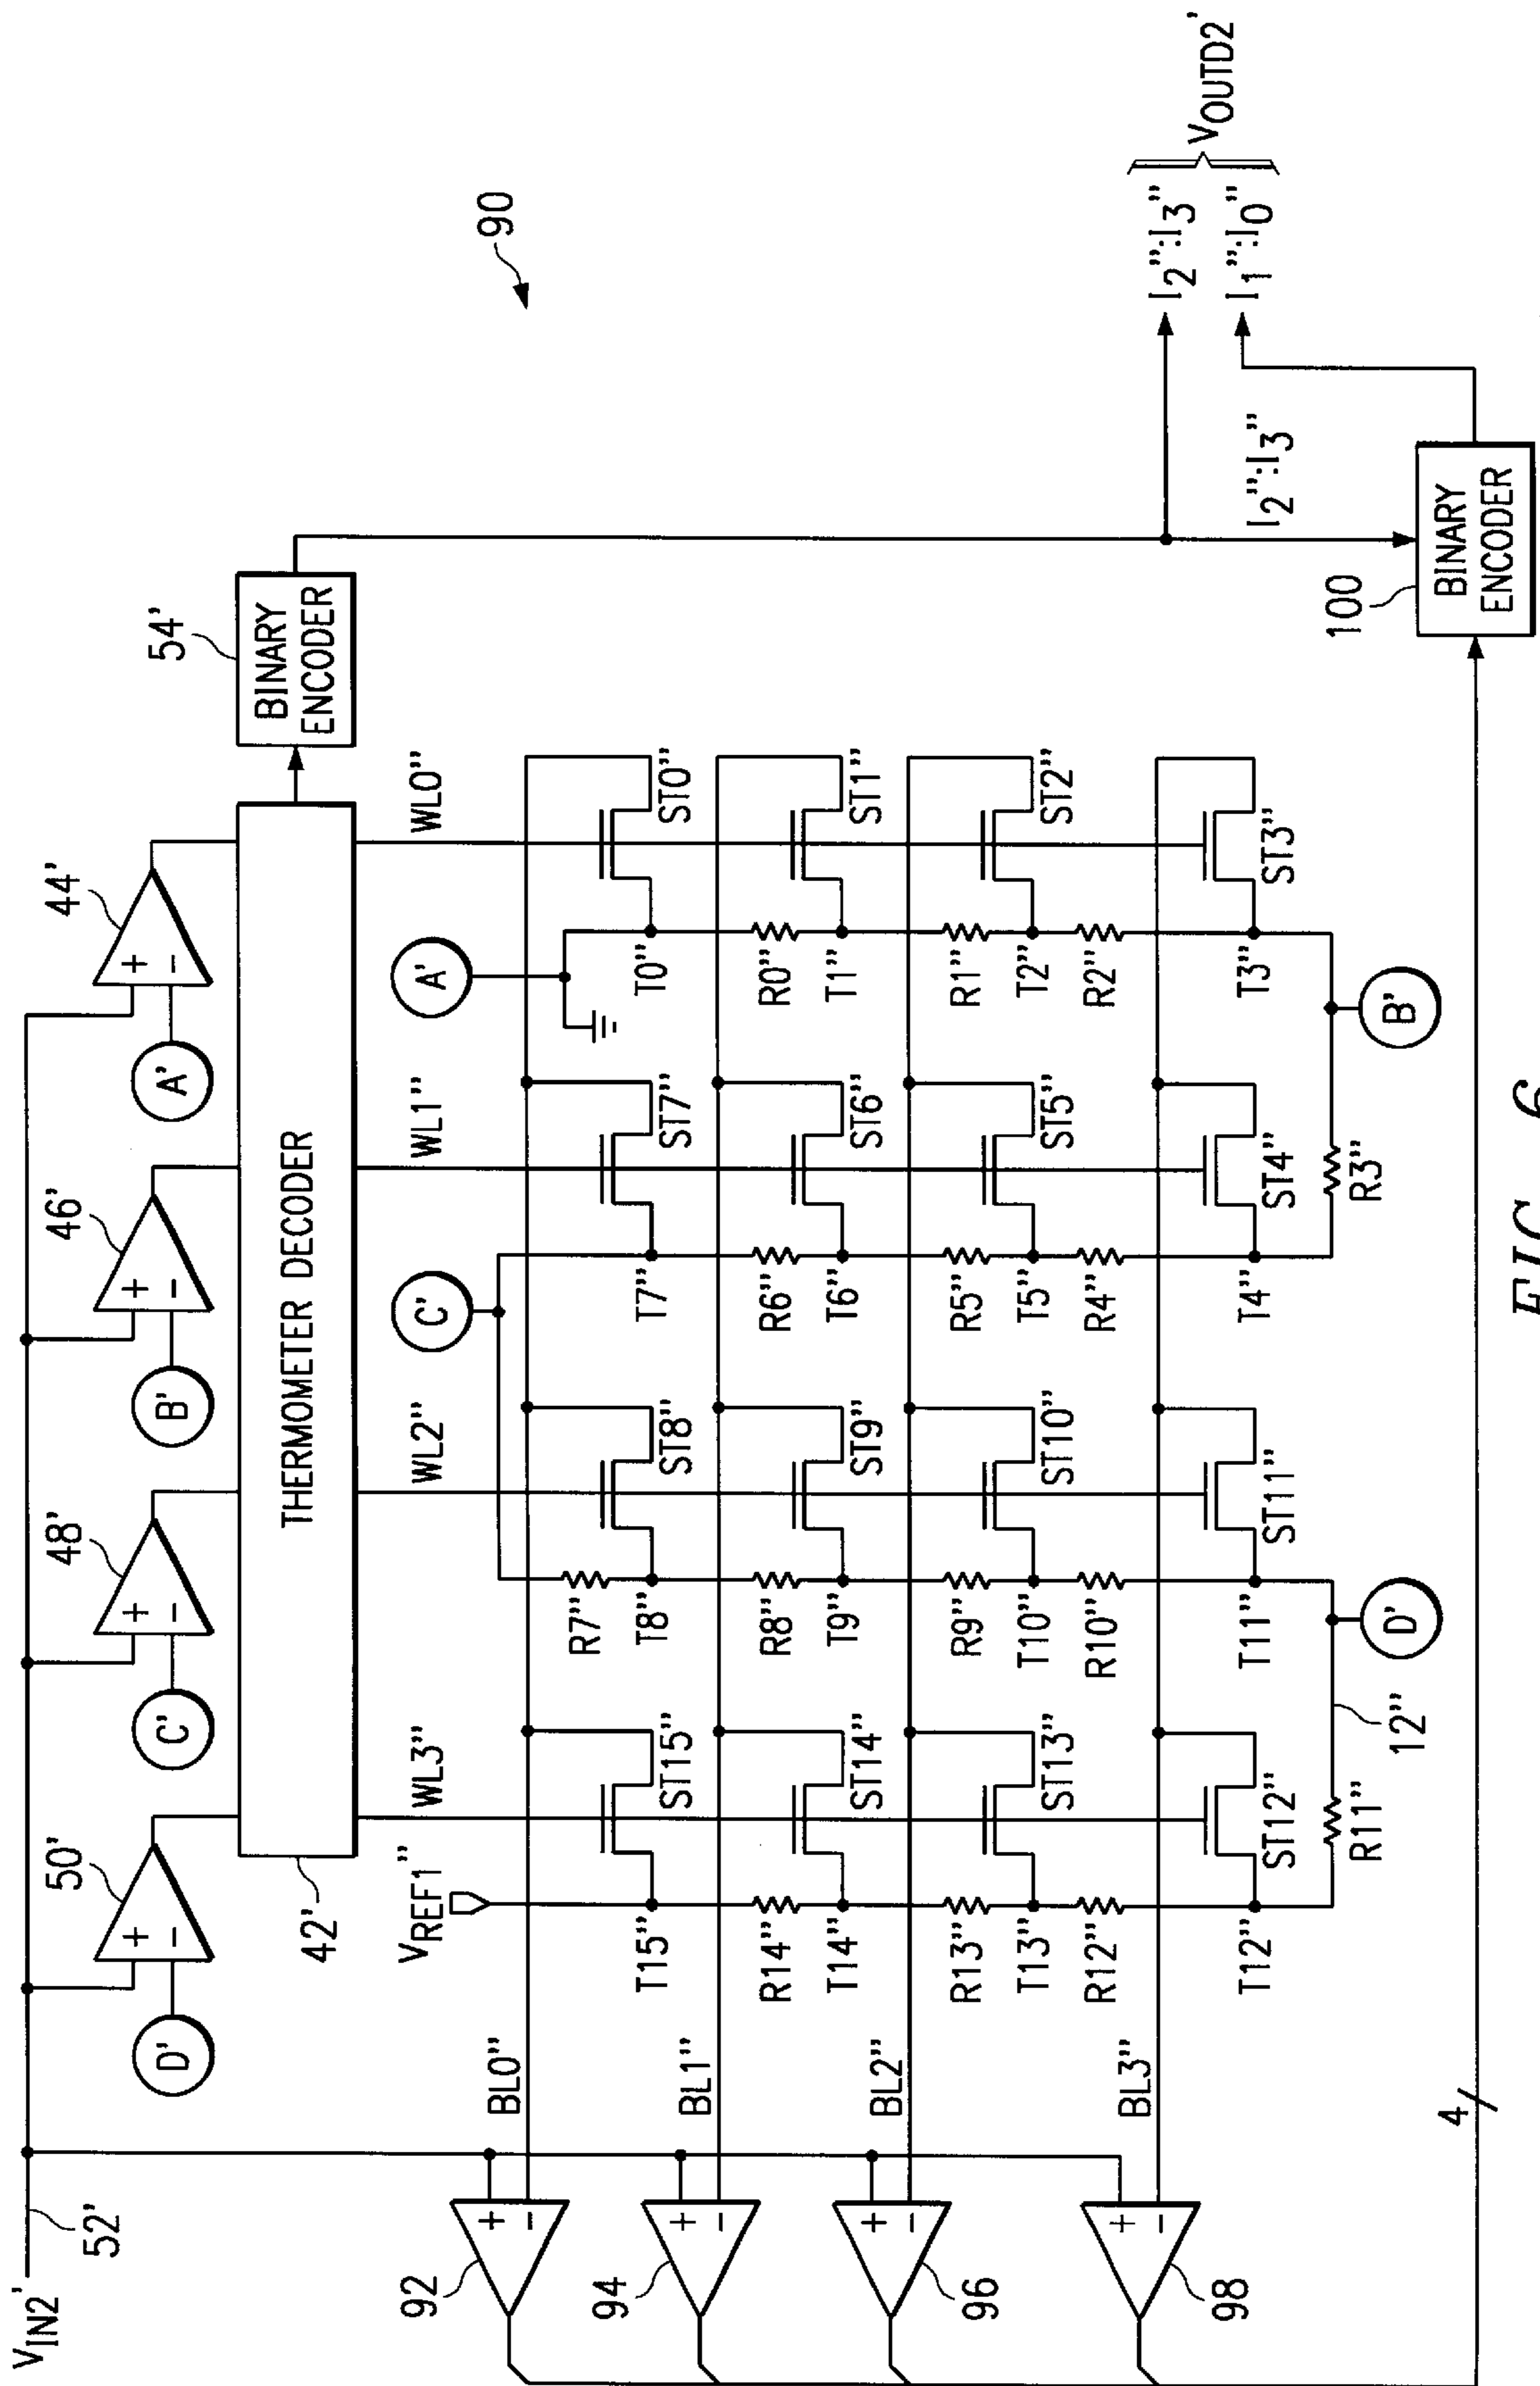 VIN2'
52'
D'
50'
C'
48'
B'
46'
A'
44'
+
−
+
−
+
−
+
−
42'
THERMOMETER DECODER
54'
BINARY
ENCODER
90
VREF1"
WL3"
WL2"
WL1"
WL0"
C'
A'
92
+
−
BL0"
T15"
ST15"
R7"
T8"
ST8"
T7"
ST7"
T0"
ST0"
94
+
−
BL1"
R14"
T14"
ST14"
R8"
T9"
ST9"
R6"
T6"
ST6"
R0"
T1"
ST1"
96
+
−
BL2"
R13"
T13"
ST13"
R9"
T10"
ST10"
R5"
T5"
ST5"
R1"
T2"
ST2"
98
+
−
BL3"
R12"
T12"
ST12"
R10"
T11"
ST11"
R4"
T4"
ST4"
R2"
T3"
ST3"
R11"
12"
D'
R3"
B'
4
100
BINARY
ENCODER
I2":I3"
I2":I3"
I1":I0"
VOUTD2'